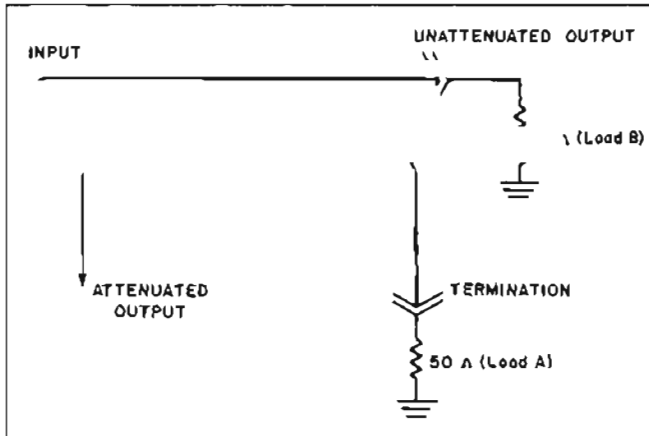 UNATTENUATED OUTPUT
INPUT
(Load B)
ATTENUATED
OUTPUT
TERMINATION
50 Ω (Load A)